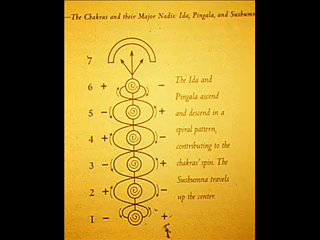 —The Chakras and their Major Nadis: Ida, Pingala, and Sushumn
7
6 + –
5 – +
4 + –
3 – +
2 + –
1 – +
The Ida and
Pingala ascend
and descend in a
spiral pattern,
contributing to the
chakras' spin. The
Sushumna travels
up the center.